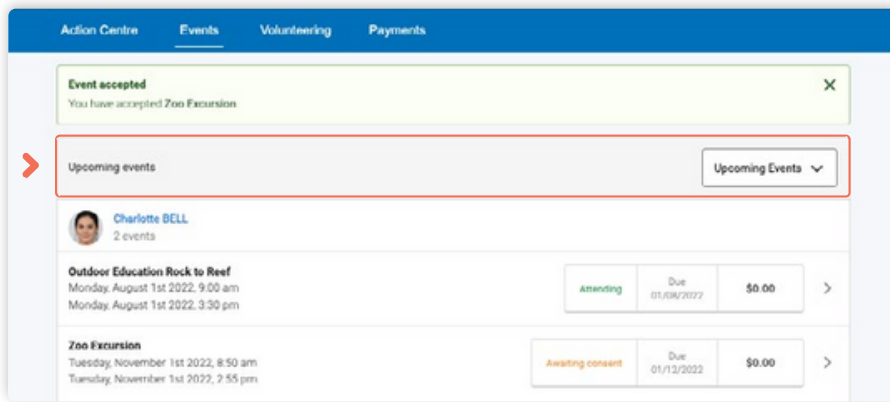 Action Centre Events Volunteering Payments
Event accepted
You have accepted Zoo Excursion
Upcoming events
Upcoming Events
Charlotte BELL
2 events
Outdoor Education Rock to Reef
Monday, August 1st 2022, 9:00 am
Monday, August 1st 2022, 3:30 pm
Attending
Due
01/08/2022
$0.00
Zoo Excursion
Tuesday, November 1st 2022, 8:50 am
Tuesday, November 1st 2022, 2:55 pm
Awaiting consent
Due
01/12/2022
$0.00